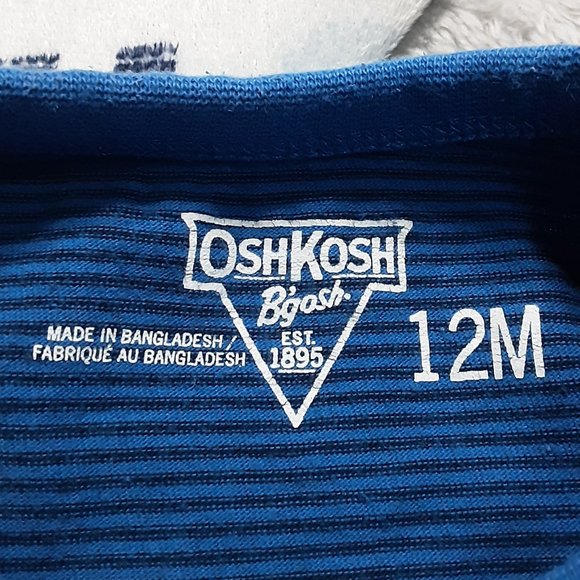 OSHKOSH
B'gosh.
EST.
1895
MADE IN BANGLADESH /
FABRIQUÉ AU BANGLADESH
12M